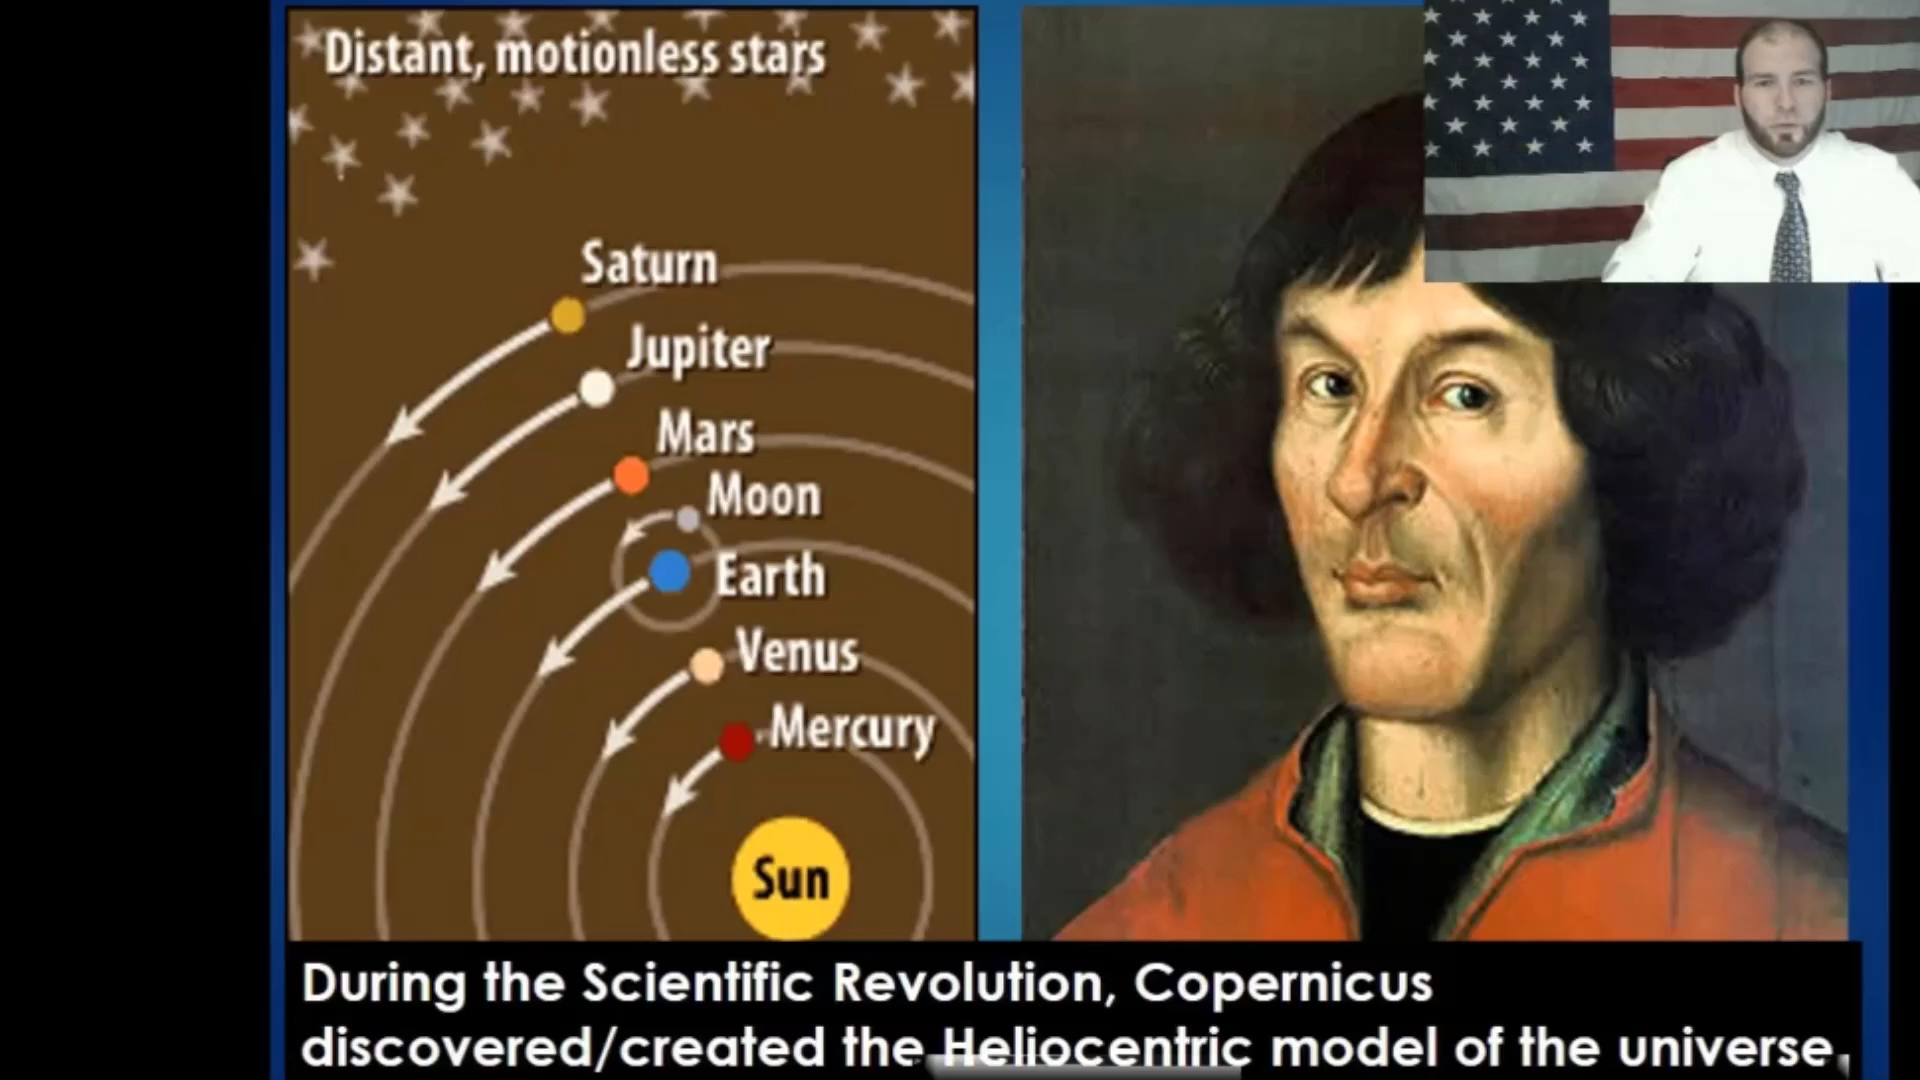 Distant, motionless stars
Saturn
Jupiter
Mars
Moon
Earth
Venus
Mercury
Sun
During the Scientific Revolution, Copernicus
discovered/created the Heliocentric model of the universe.